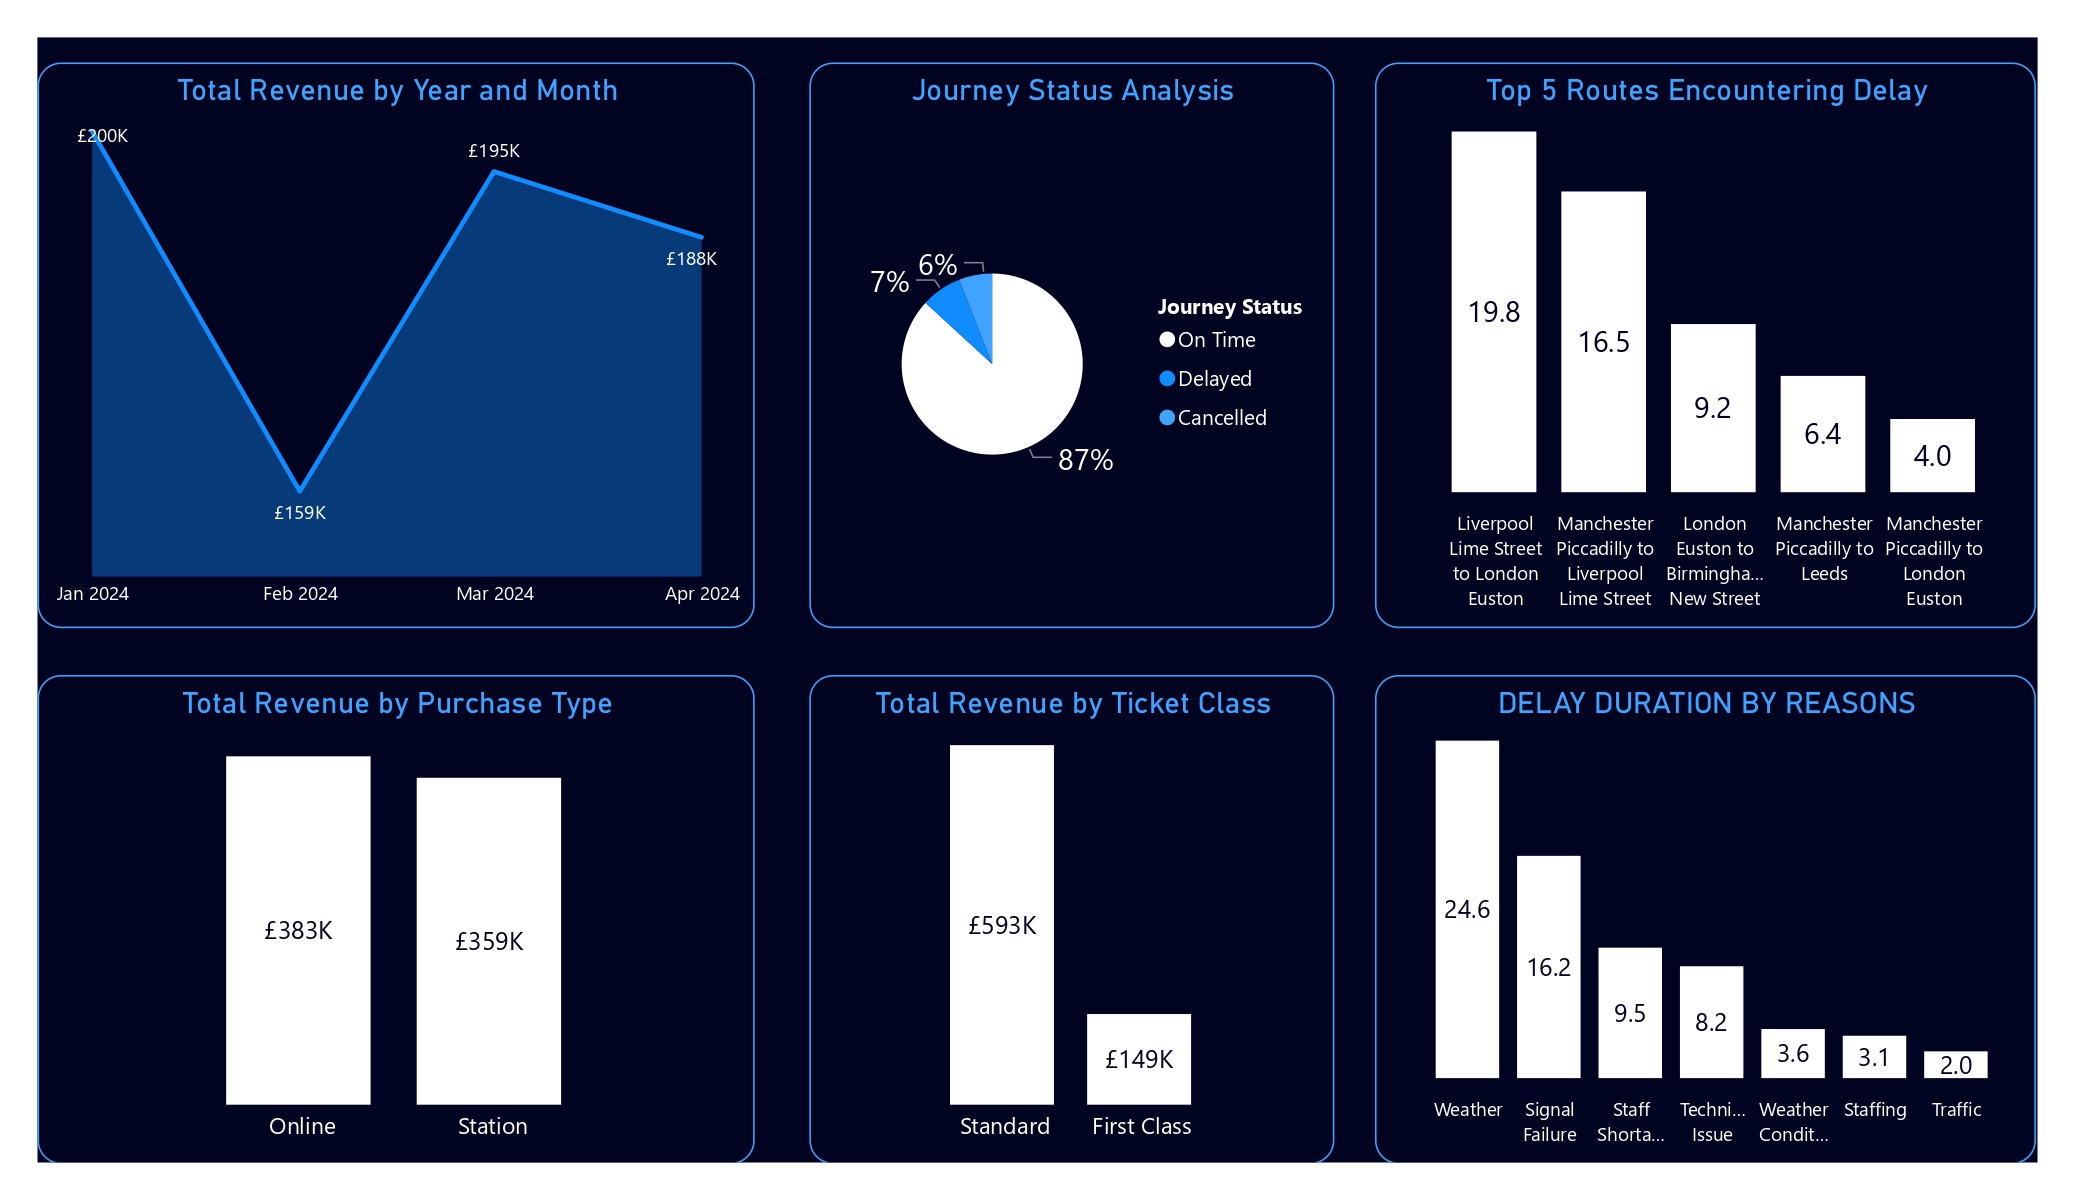 Total Revenue by Year and Month
£200K
£195K
£188K
£159K
Jan 2024
Feb 2024
Mar 2024
Apr 2024
Journey Status Analysis
6%
7%
87%
Journey Status
On Time
Delayed
Cancelled
Top 5 Routes Encountering Delay
19.8
16.5
9.2
6.4
4.0
Liverpool
Lime Street
to London
Euston
Manchester
Piccadilly to
Liverpool
Lime Street
London
Euston to
Birmingha...
New Street
Manchester
Piccadilly to
Leeds
Manchester
Piccadilly to
London
Euston
Total Revenue by Purchase Type
£383K
£359K
Online
Station
Total Revenue by Ticket Class
£593K
£149K
Standard
First Class
DELAY DURATION BY REASONS
24.6
16.2
9.5
8.2
3.6
3.1
2.0
Weather
Signal
Failure
Staff
Shorta...
Techni...
Issue
Weather
Condit...
Staffing
Traffic